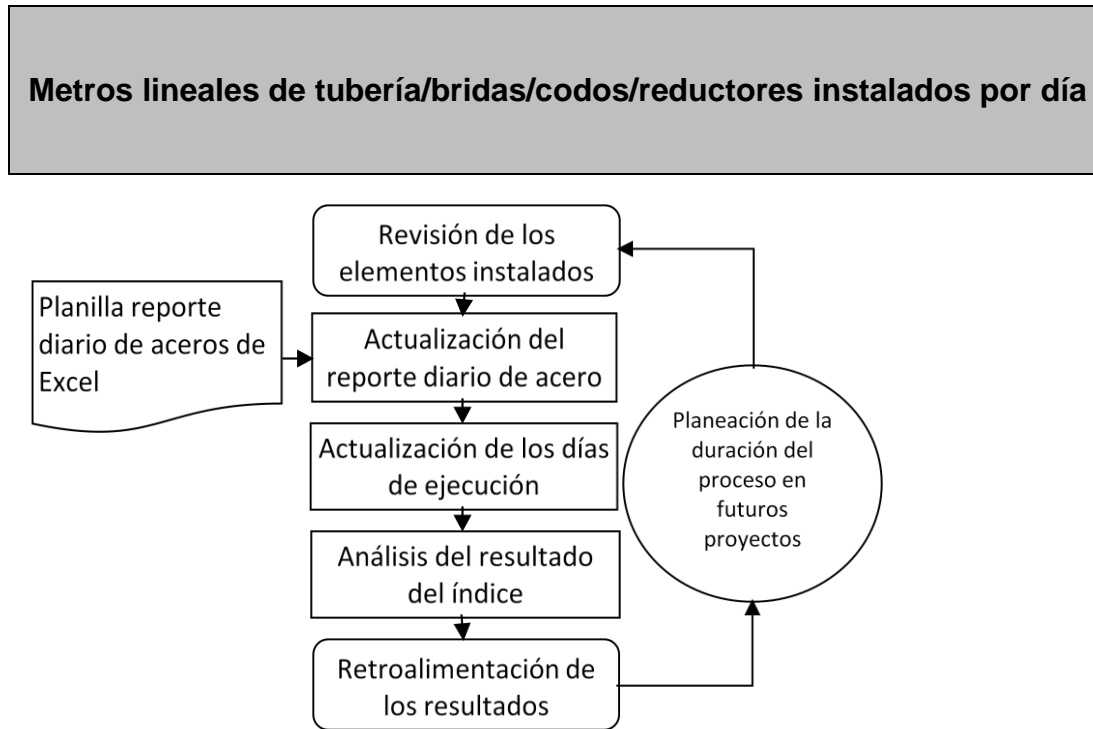 Metros lineales de tubería/bridas/codos/reductores instalados por día
Revisión de los
elementos instalados
Planilla reporte
diario de aceros de
Excel
Actualización del
reporte diario de acero
Actualización de los días
de ejecución
Análisis del resultado
del índice
Retroalimentación de
los resultados
Planeación de la
duración del
proceso en
futuros
proyectos